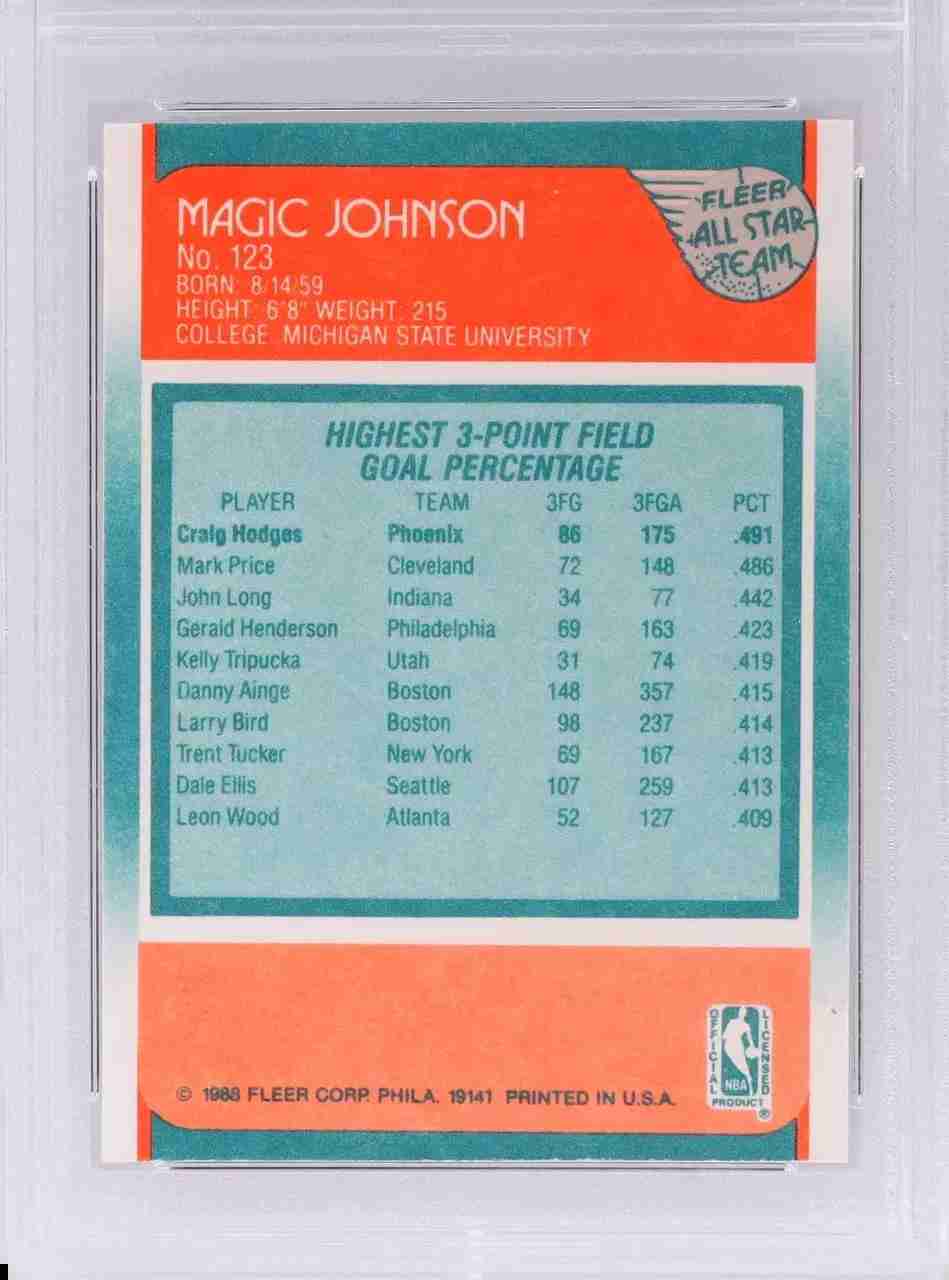 MAGIC JOHNSON
No. 123
BORN: 8/14/59
HEIGHT: 6'8" WEIGHT: 215
COLLEGE: MICHIGAN STATE UNIVERSITY
FLEER
ALL STAR
TEAM
HIGHEST 3-POINT FIELD
GOAL PERCENTAGE
PLAYER TEAM 3FG 3FGA PCT
Craig Hodges Phoenix 86 175 .491
Mark Price Cleveland 72 148 .486
John Long Indiana 34 77 .442
Gerald Henderson Philadelphia 69 163 .423
Kelly Tripucka Utah 31 74 .419
Danny Ainge Boston 148 357 .415
Larry Bird Boston 98 237 .414
Trent Tucker New York 69 167 .413
Dale Ellis Seattle 107 259 .413
Leon Wood Atlanta 52 127 .409
© 1988 FLEER CORP. PHILA. 19141 PRINTED IN U.S.A.
OFFICIAL
NBA
LICENSED
PRODUCT
®